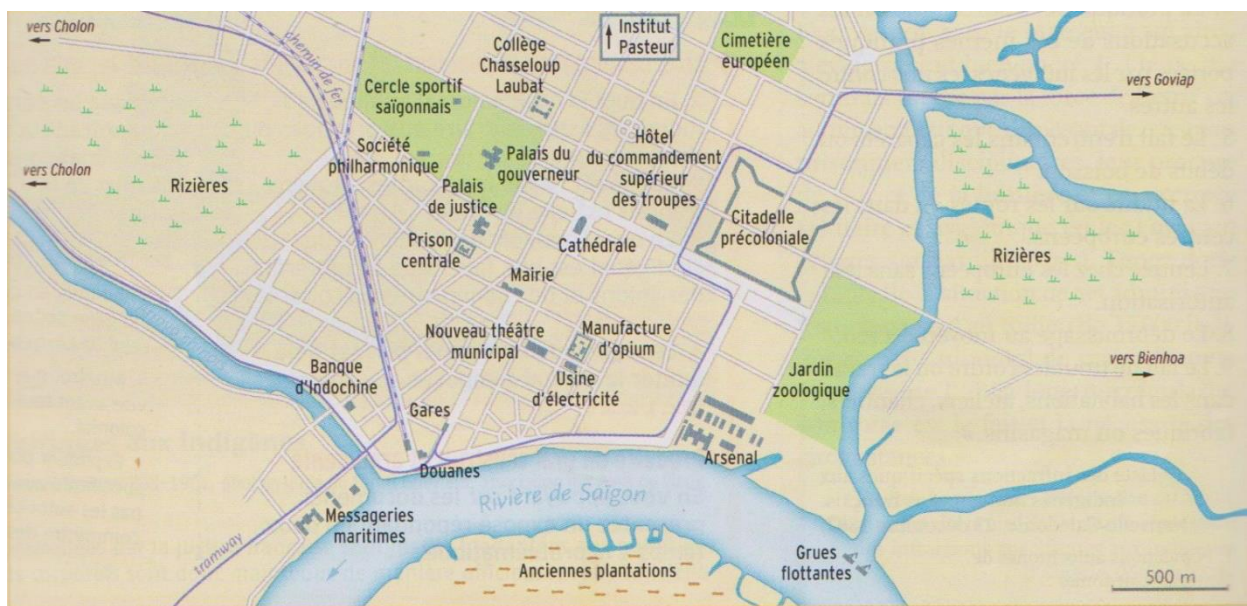 vers Cholon
chemin de fer
Collège
Chasseloup
Laubat
Institut
Pasteur
Cimetière
européen
vers Goviap
Cercle sportif
saïgonnais
Société
philharmonique
Palais du
gouverneur
Hôtel
du commandement
supérieur
des troupes
vers Cholon
Rizières
Palais
de justice
Citadelle
précoloniale
Prison
centrale
Cathédrale
Rizières
Mairie
Nouveau théâtre
municipal
Manufacture
d'opium
vers Bienhoa
Banque
d'Indochine
Usine
d'électricité
Jardin
zoologique
Gares
Arsenal
Douanes
Rivière de Saïgon
Messageries
maritimes
tramway
Anciennes plantations
Grues
flottantes
500 m